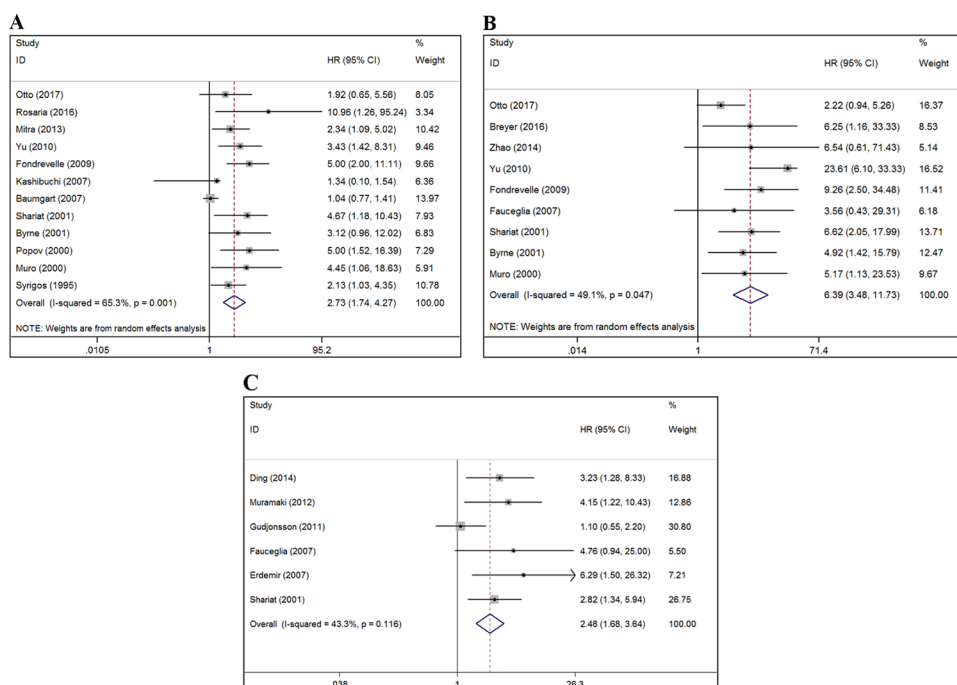 A
Study %
ID HR (95% CI) Weight
Otto (2017) 1.92 (0.65, 5.56) 8.05
Rosaria (2016) 10.96 (1.26, 95.24) 3.34
Mitra (2013) 2.34 (1.09, 5.02) 10.42
Yu (2010) 3.43 (1.42, 8.31) 9.46
Fondrevelle (2009) 5.00 (2.00, 11.11) 9.66
Kashibuchi (2007) 1.34 (0.10, 1.54) 6.36
Baumgart (2007) 1.04 (0.77, 1.41) 13.97
Shariat (2001) 4.67 (1.18, 10.43) 7.93
Byrne (2001) 3.12 (0.96, 12.02) 6.83
Popov (2000) 5.00 (1.52, 16.39) 7.29
Muro (2000) 4.45 (1.06, 18.63) 5.91
Syrigos (1995) 2.13 (1.03, 4.35) 10.78
Overall (I-squared = 65.3%, p = 0.001) 2.73 (1.74, 4.27) 100.00
NOTE: Weights are from random effects analysis
.0105 1 95.2
B
Study %
ID HR (95% CI) Weight
Otto (2017) 2.22 (0.94, 5.26) 16.37
Breyer (2016) 6.25 (1.16, 33.33) 8.53
Zhao (2014) 6.54 (0.61, 71.43) 5.14
Yu (2010) 23.61 (6.10, 33.33) 16.52
Fondrevelle (2009) 9.26 (2.50, 34.48) 11.41
Fauceglia (2007) 3.56 (0.43, 29.31) 6.18
Shariat (2001) 6.62 (2.05, 17.99) 13.71
Byrne (2001) 4.92 (1.42, 15.79) 12.47
Muro (2000) 5.17 (1.13, 23.53) 9.67
Overall (I-squared = 49.1%, p = 0.047) 6.39 (3.48, 11.73) 100.00
NOTE: Weights are from random effects analysis
.014 1 71.4
C
Study %
ID HR (95% CI) Weight
Ding (2014) 3.23 (1.28, 8.33) 16.88
Muramaki (2012) 4.15 (1.22, 10.43) 12.86
Gudjonsson (2011) 1.10 (0.55, 2.20) 30.80
Fauceglia (2007) 4.76 (0.94, 25.00) 5.50
Erdemir (2007) 6.29 (1.50, 26.32) 7.21
Shariat (2001) 2.82 (1.34, 5.94) 26.75
Overall (I-squared = 43.3%, p = 0.116) 2.48 (1.68, 3.64) 100.00
.038 1 26.3